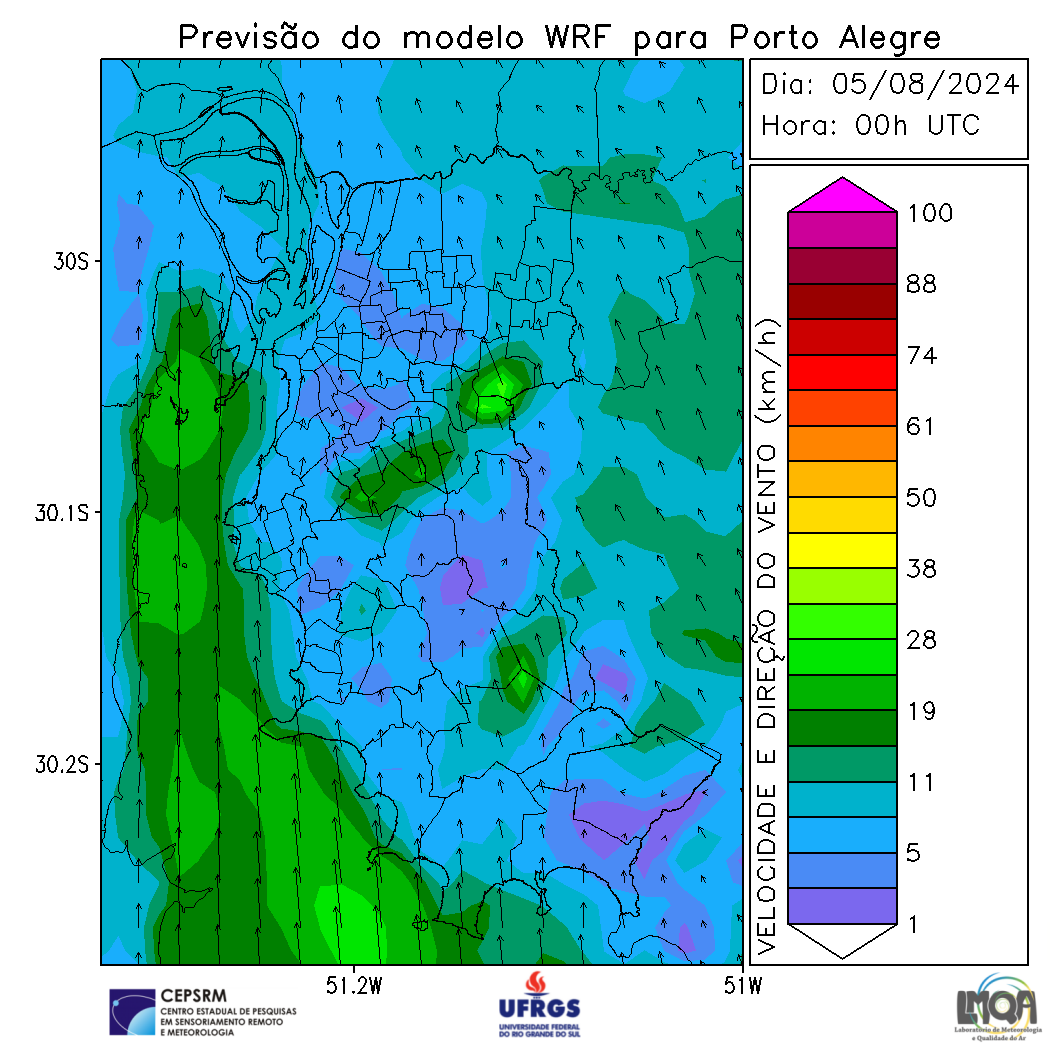 Previsão do modelo WRF para Porto Alegre
Dia: 05/08/2024
Hora: 00h UTC
30S
30.1S
30.2S
51.2W
51W
VELOCIDADE E DIREÇÃO DO VENTO (km/h)
100
88
74
61
50
38
28
19
11
5
1
CEPSRM
CENTRO ESTADUAL DE PESQUISAS
EM SENSORIAMENTO REMOTO
E METEOROLOGIA
UFRGS
UNIVERSIDADE FEDERAL
DO RIO GRANDE DO SUL
LMQA
Laboratório de Meteorologia
e Qualidade do Ar